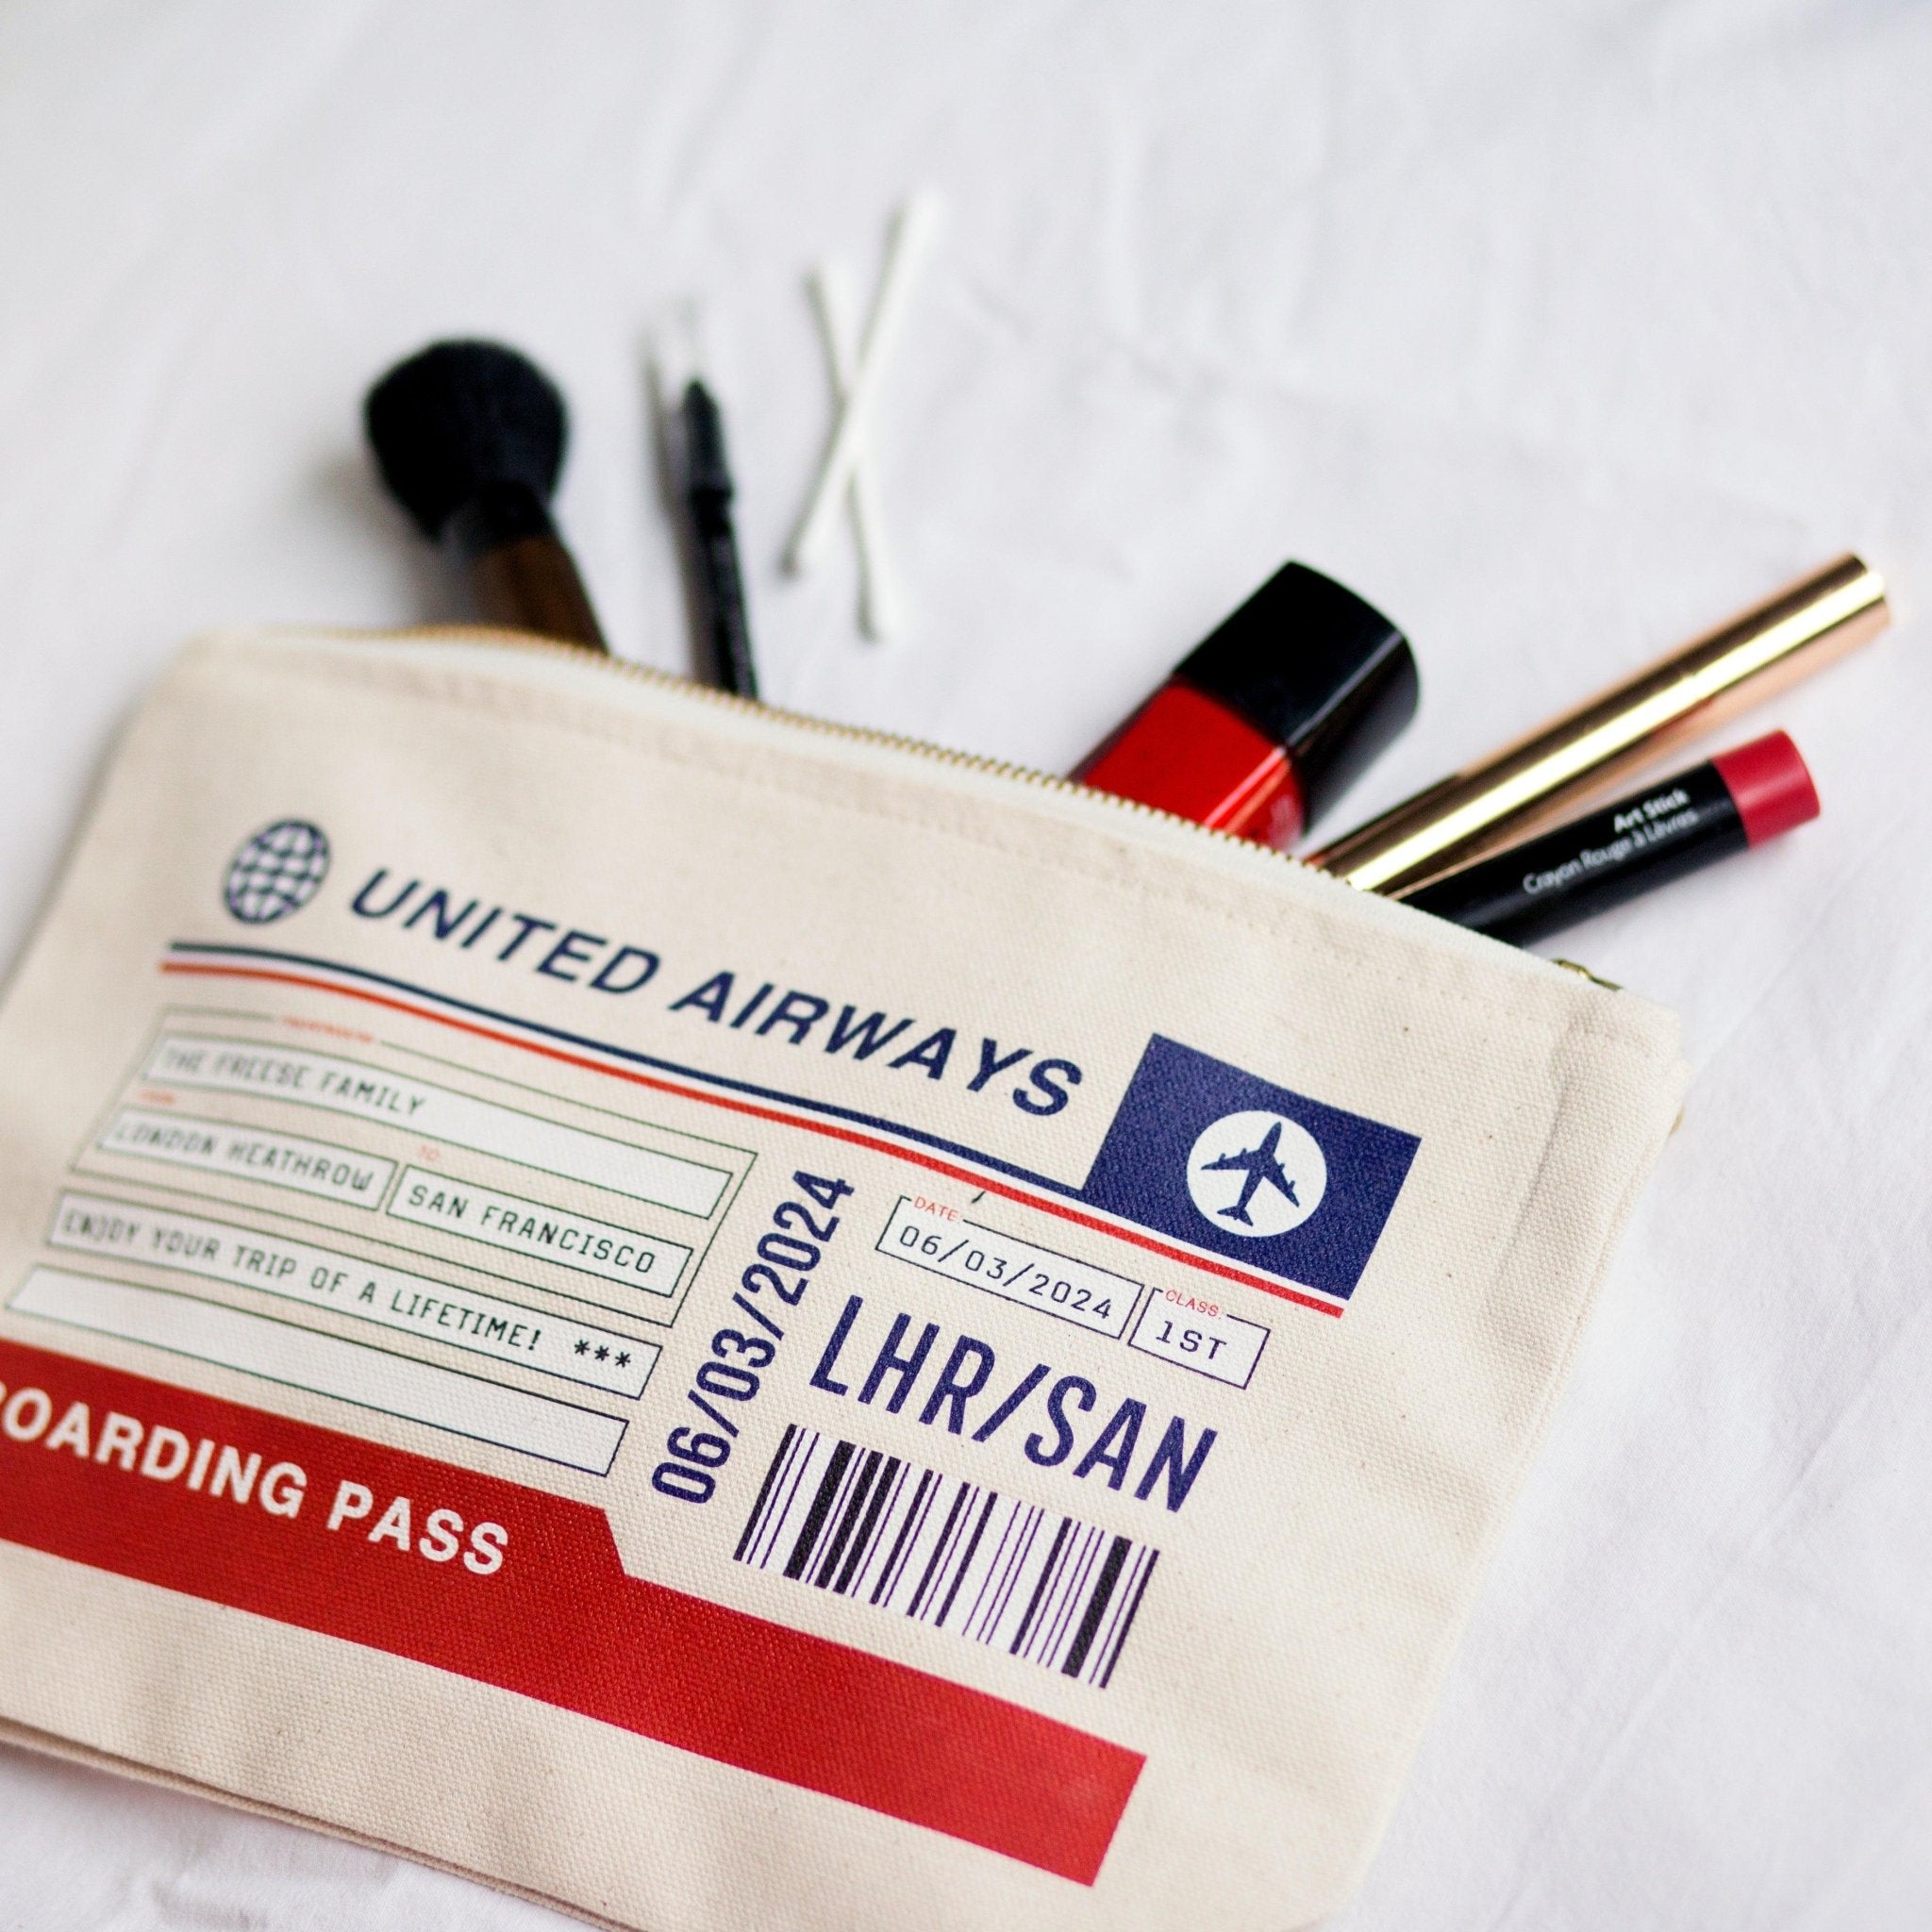 Art Stick
Crayon Rouge à Lèvres
UNITED AIRWAYS
THE FREESE FAMILY
LONDON HEATHROW
TO
SAN FRANCISCO
ENJOY YOUR TRIP OF A LIFETIME! ***
OARDING PASS
06/03/2024
DATE
06/03/2024
CLASS
1ST
LHR/SAN